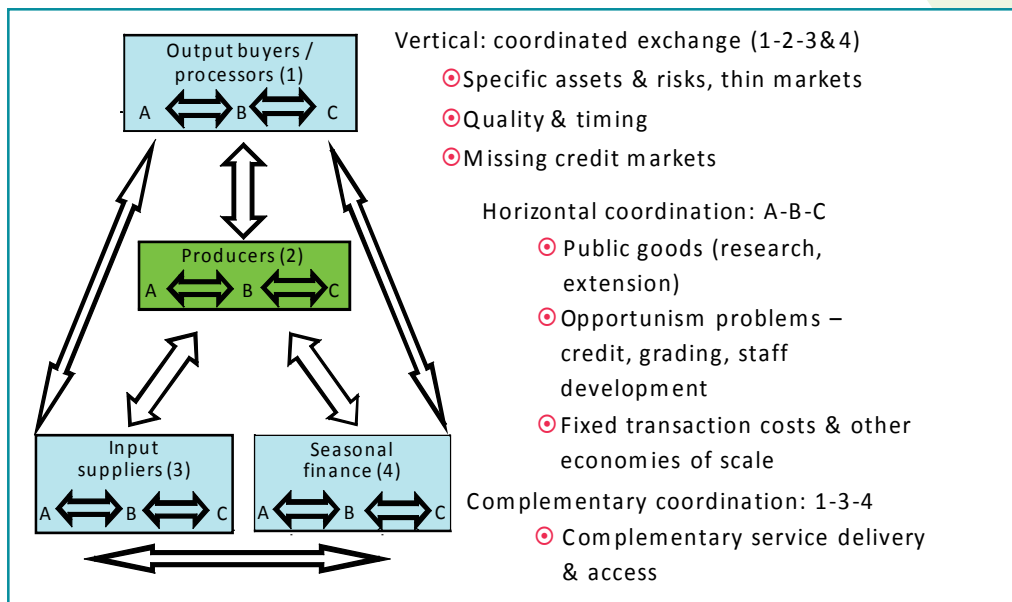 Output buyers /
processors (1)
A B C
Producers (2)
A B C
Input
suppliers (3)
A B C
Seasonal
finance (4)
A B C
Vertical: coordinated exchange (1-2-3&4)
Specific assets & risks, thin markets
Quality & timing
Missing credit markets
Horizontal coordination: A-B-C
Public goods (research,
extension)
Opportunism problems –
credit, grading, staff
development
Fixed transaction costs & other
economies of scale
Complementary coordination: 1-3-4
Complementary service delivery
& access